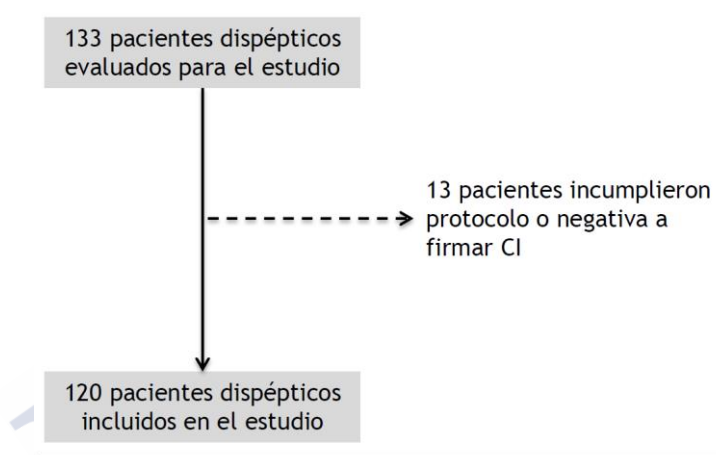 133 pacientes dispépticos
evaluados para el estudio
13 pacientes incumplieron
protocolo o negativa a
firmar CI
120 pacientes dispépticos
incluidos en el estudio